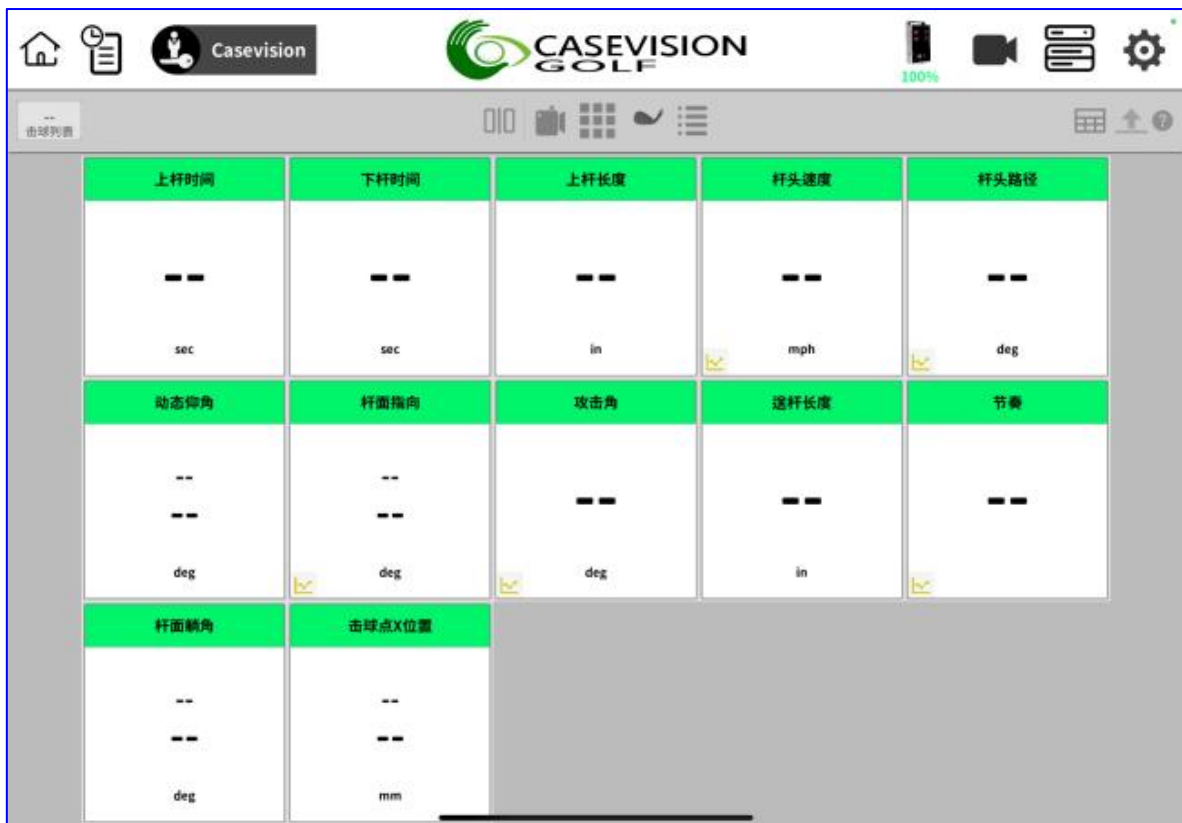 Casevision
CASEVISION
GOLF
100%
--
击球列表
上杆时间
下杆时间
上杆长度
杆头速度
杆头路径
--
--
--
--
--
sec
sec
in
mph
deg
动态仰角
杆面指向
攻击角
送杆长度
节奏
--
--
--
--
--
--
--
deg
deg
deg
in
杆面躺角
击球点X位置
--
--
--
--
deg
mm